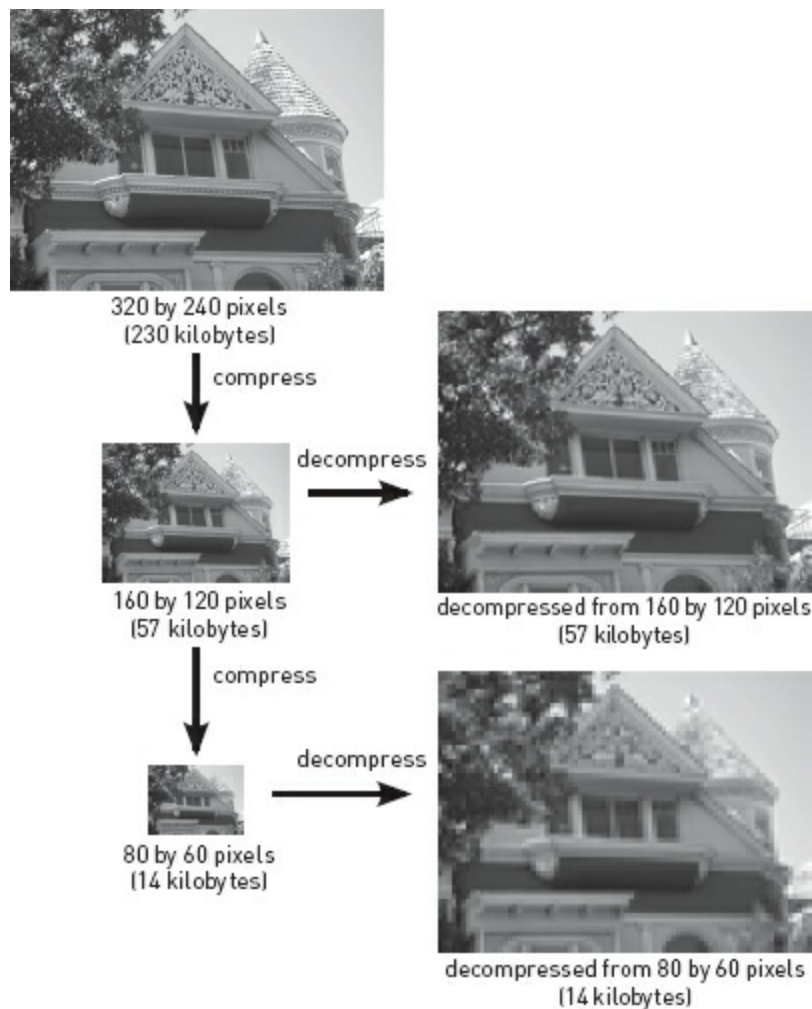 320 by 240 pixels
(230 kilobytes)
compress
decompress
160 by 120 pixels
(57 kilobytes)
decompressed from 160 by 120 pixels
(57 kilobytes)
compress
decompress
80 by 60 pixels
(14 kilobytes)
decompressed from 80 by 60 pixels
(14 kilobytes)